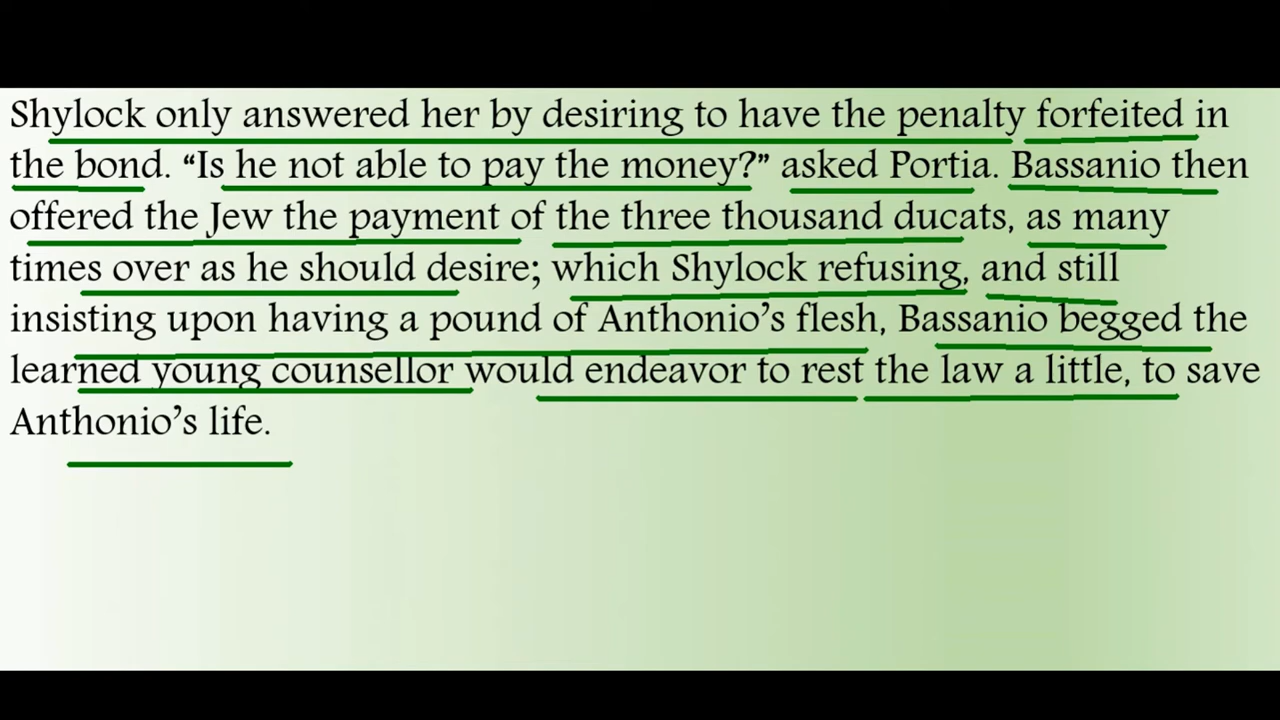 Shylock only answered her by desiring to have the penalty forfeited in
the bond. “Is he not able to pay the money?” asked Portia. Bassanio then
offered the Jew the payment of the three thousand ducats, as many
times over as he should desire; which Shylock refusing, and still
insisting upon having a pound of Anthonio’s flesh, Bassanio begged the
learned young counsellor would endeavor to rest the law a little, to save
Anthonio’s life.